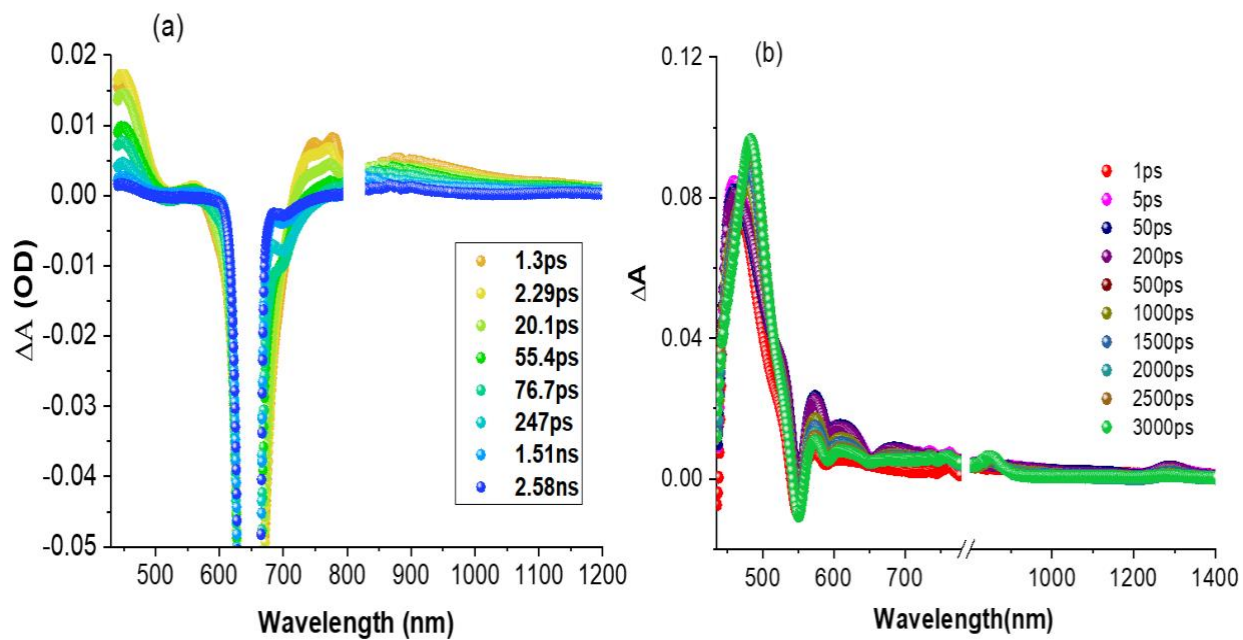 (a)
0.02
0.01
0.00
-0.01
-0.02
-0.03
-0.04
-0.05
ΔA (OD)
1.3ps
2.29ps
20.1ps
55.4ps
76.7ps
247ps
1.51ns
2.58ns
500 600 700 800 900 1000 1100 1200
Wavelength (nm)
(b)
0.12
0.08
0.04
0.00
ΔA
1ps
5ps
50ps
200ps
500ps
1000ps
1500ps
2000ps
2500ps
3000ps
500 600 700 1000 1200 1400
Wavelength(nm)